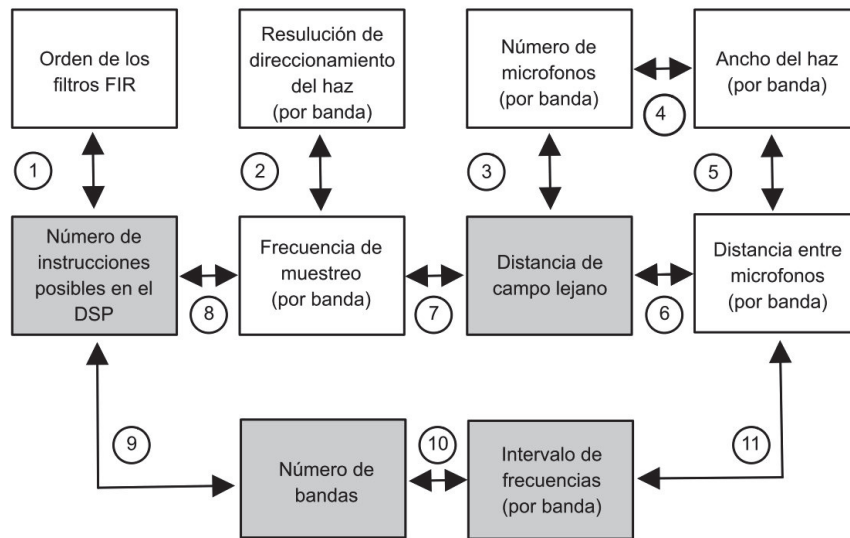 Orden de los
filtros FIR
Resulución de
direccionamiento
del haz
(por banda)
Número de
microfonos
(por banda)
4
Ancho del haz
(por banda)
1
2
3
5
Número de
instrucciones
posibles en el
DSP
8
Frecuencia de
muestreo
(por banda)
7
Distancia de
campo lejano
6
Distancia entre
microfonos
(por banda)
9
Número de
bandas
10
Intervalo de
frecuencias
(por banda)
11